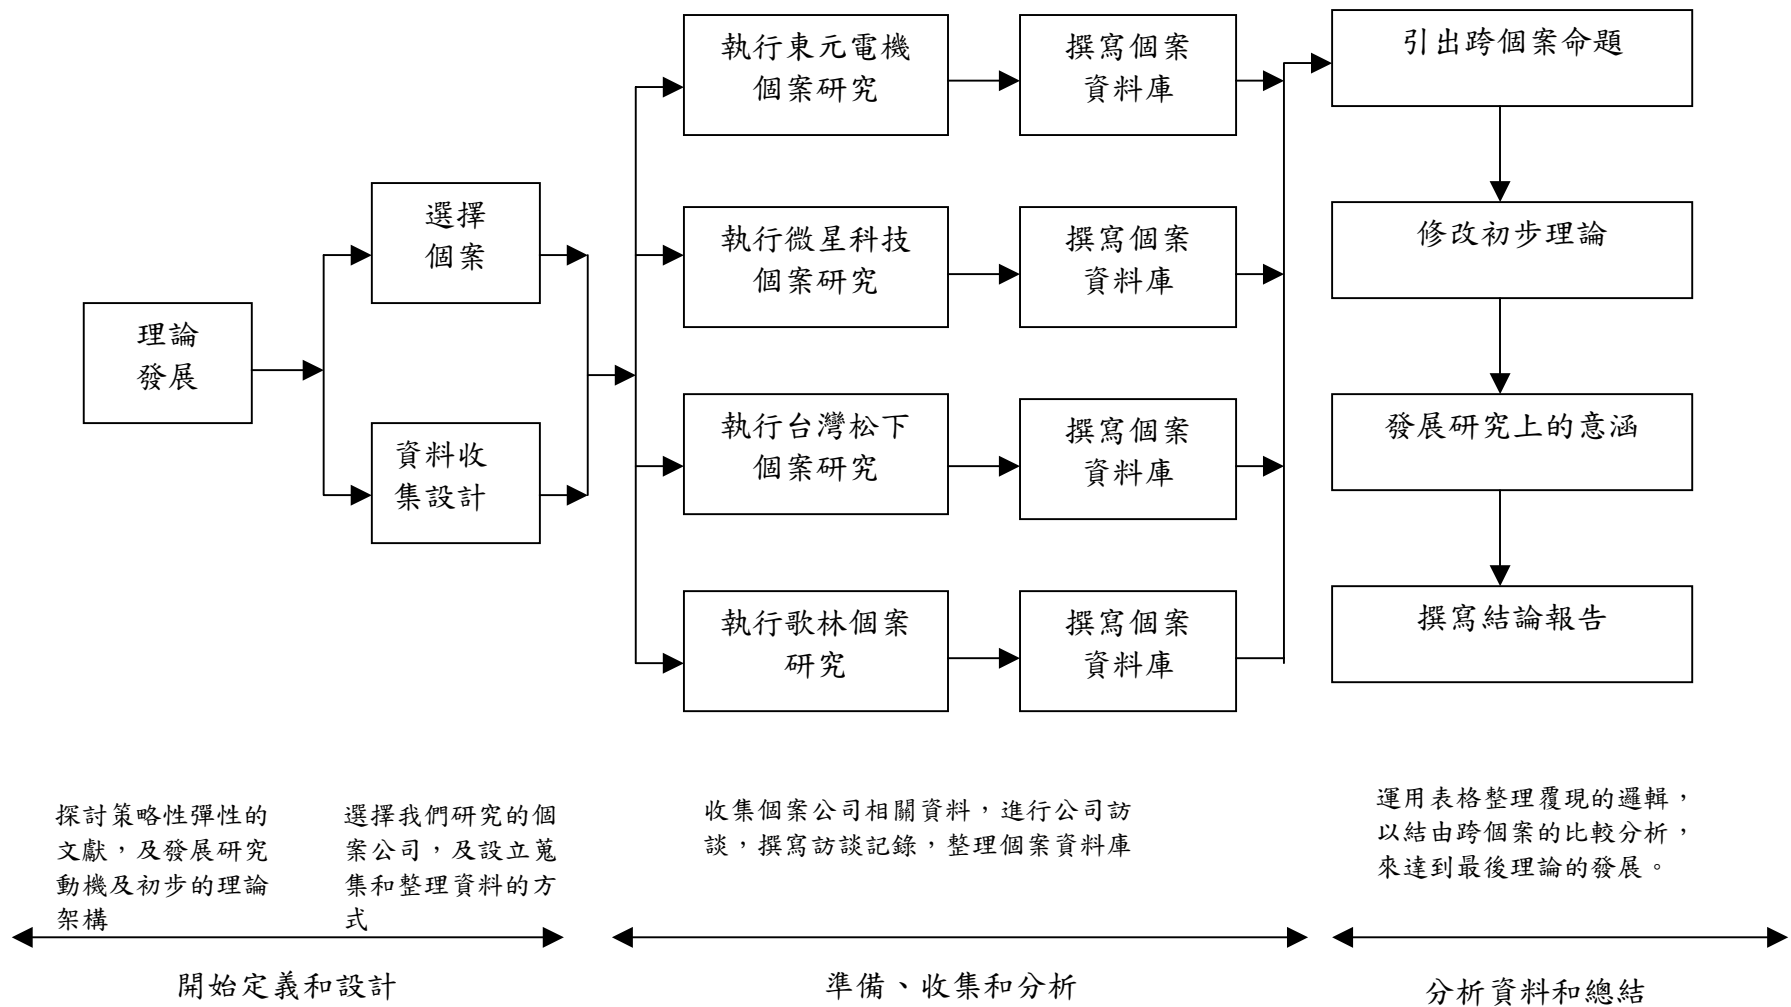 理論
發展
選擇
個案
資料收
集設計
執行東元電機
個案研究
撰寫個案
資料庫
執行微星科技
個案研究
撰寫個案
資料庫
執行台灣松下
個案研究
撰寫個案
資料庫
執行歌林個案
研究
撰寫個案
資料庫
引出跨個案命題
修改初步理論
發展研究上的意涵
撰寫結論報告
探討策略性彈性的
文獻，及發展研究
動機及初步的理論
架構
選擇我們研究的個
案公司，及設立蒐
集和整理資料的方
式
收集個案公司相關資料，進行公司訪
談，撰寫訪談記錄，整理個案資料庫
運用表格整理覆現的邏輯，
以結由跨個案的比較分析，
來達到最後理論的發展。
開始定義和設計
準備、收集和分析
分析資料和總結